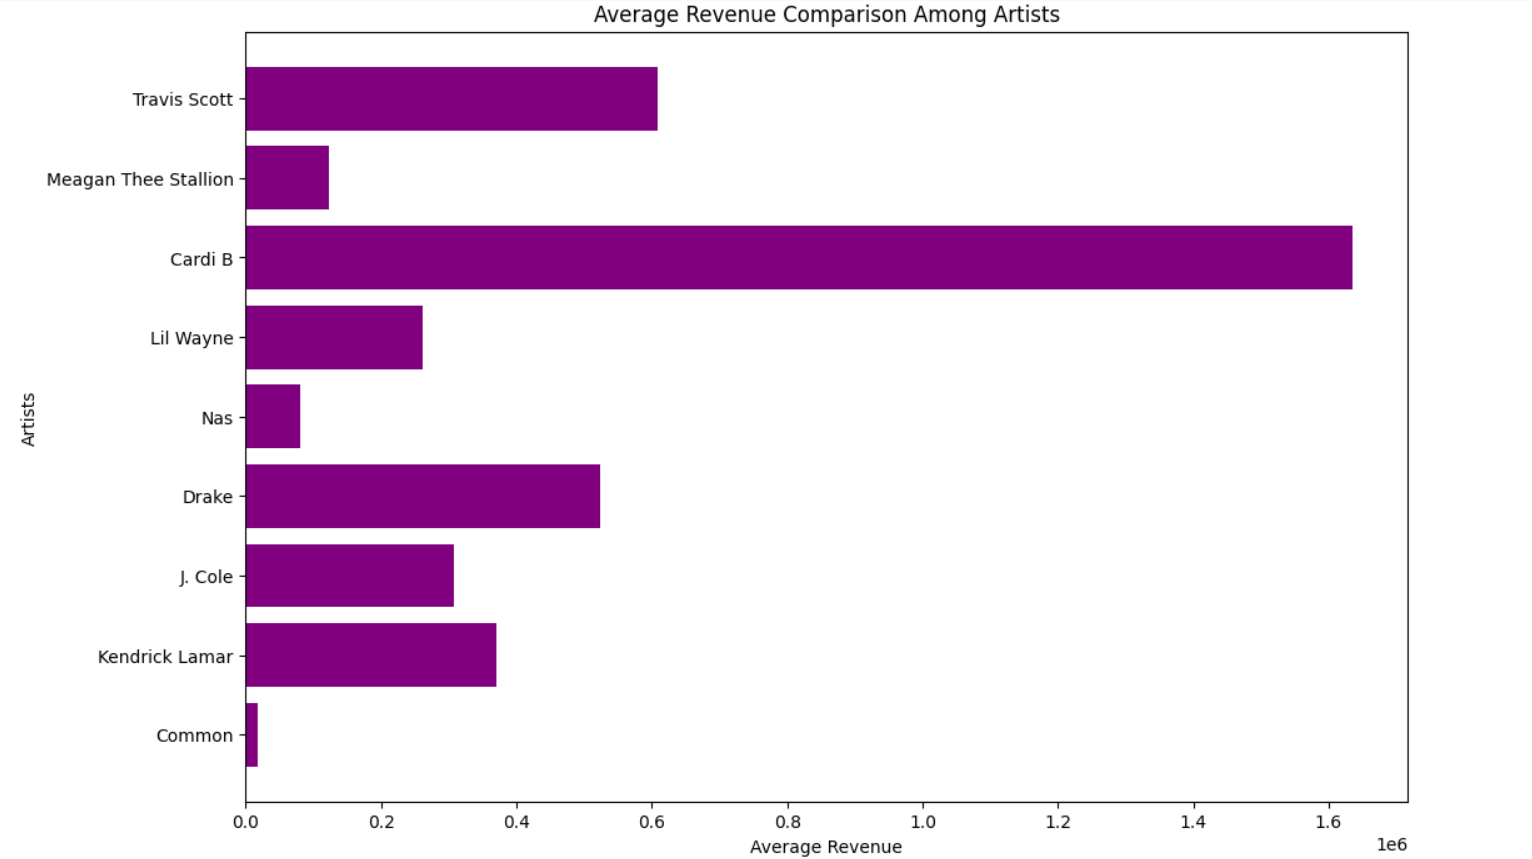 Average Revenue Comparison Among Artists
Travis Scott
Meagan Thee Stallion
Cardi B
Lil Wayne
Nas
Drake
J. Cole
Kendrick Lamar
Common
Artists
0.0 0.2 0.4 0.6 0.8 1.0 1.2 1.4 1.6
1e6
Average Revenue